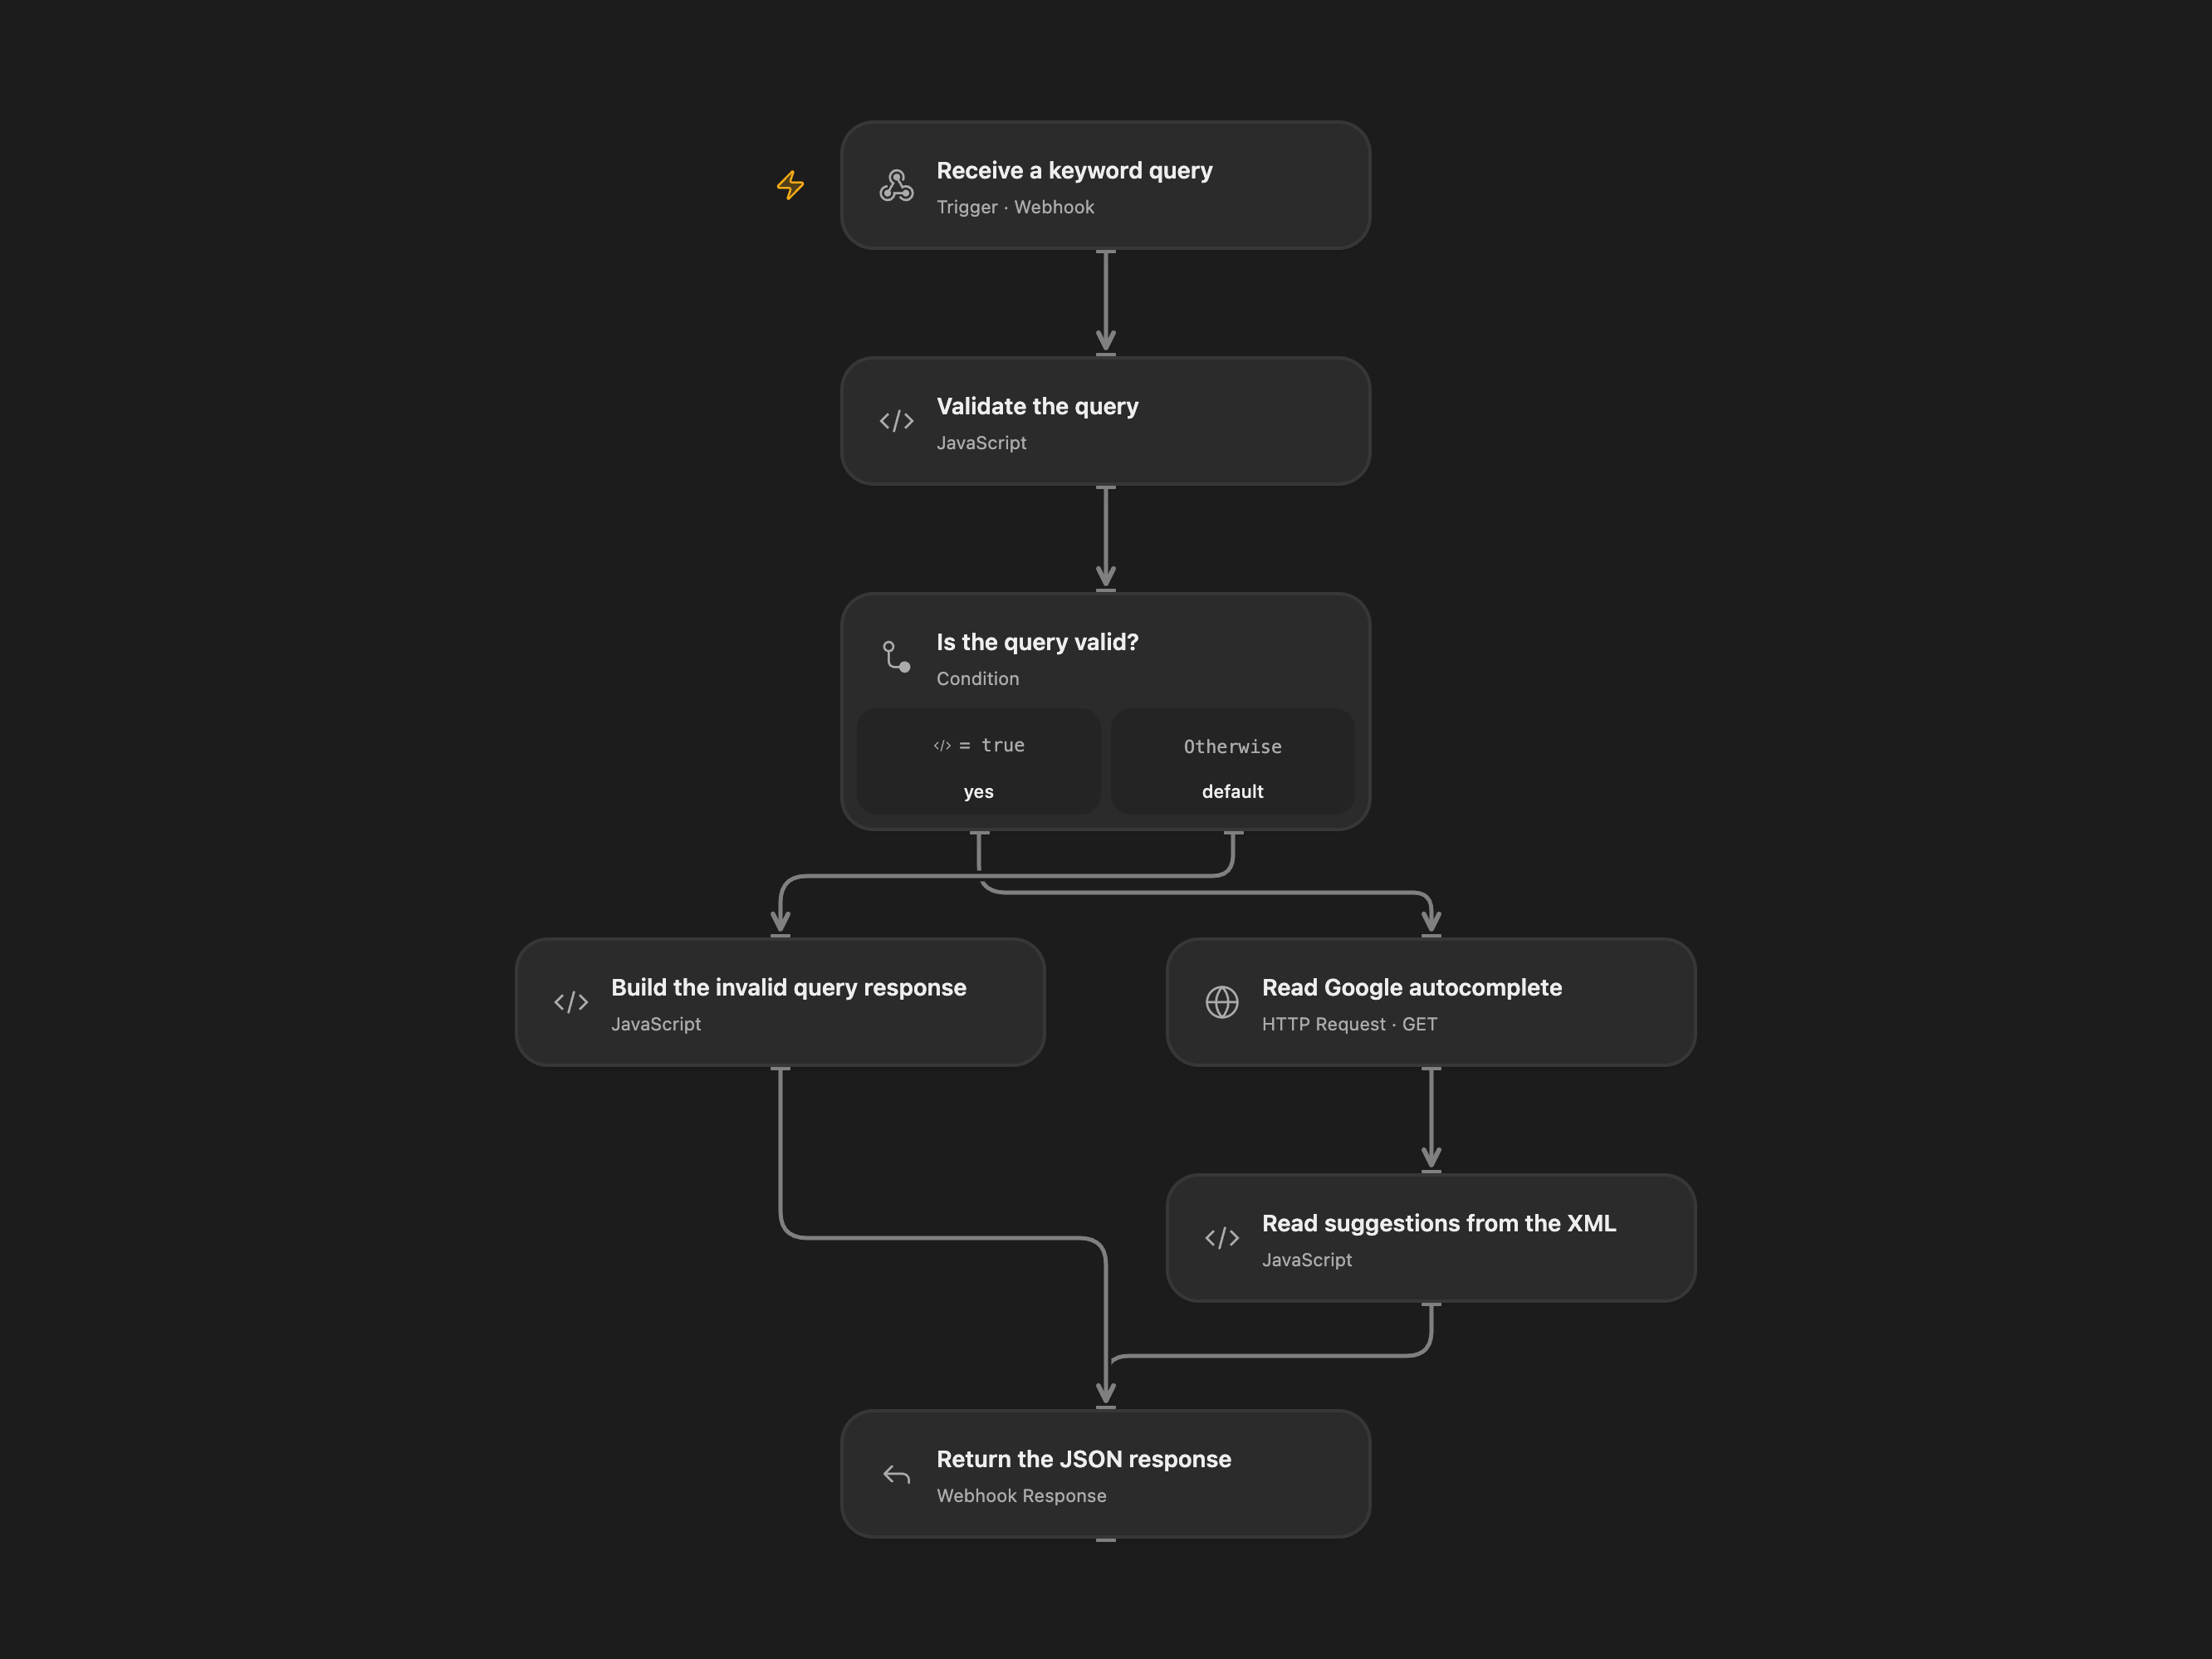 Receive a keyword query
Trigger · Webhook
Validate the query
JavaScript
Is the query valid?
Condition
</> = true
yes
Otherwise
default
Build the invalid query response
JavaScript
Read Google autocomplete
HTTP Request · GET
Read suggestions from the XML
JavaScript
Return the JSON response
Webhook Response